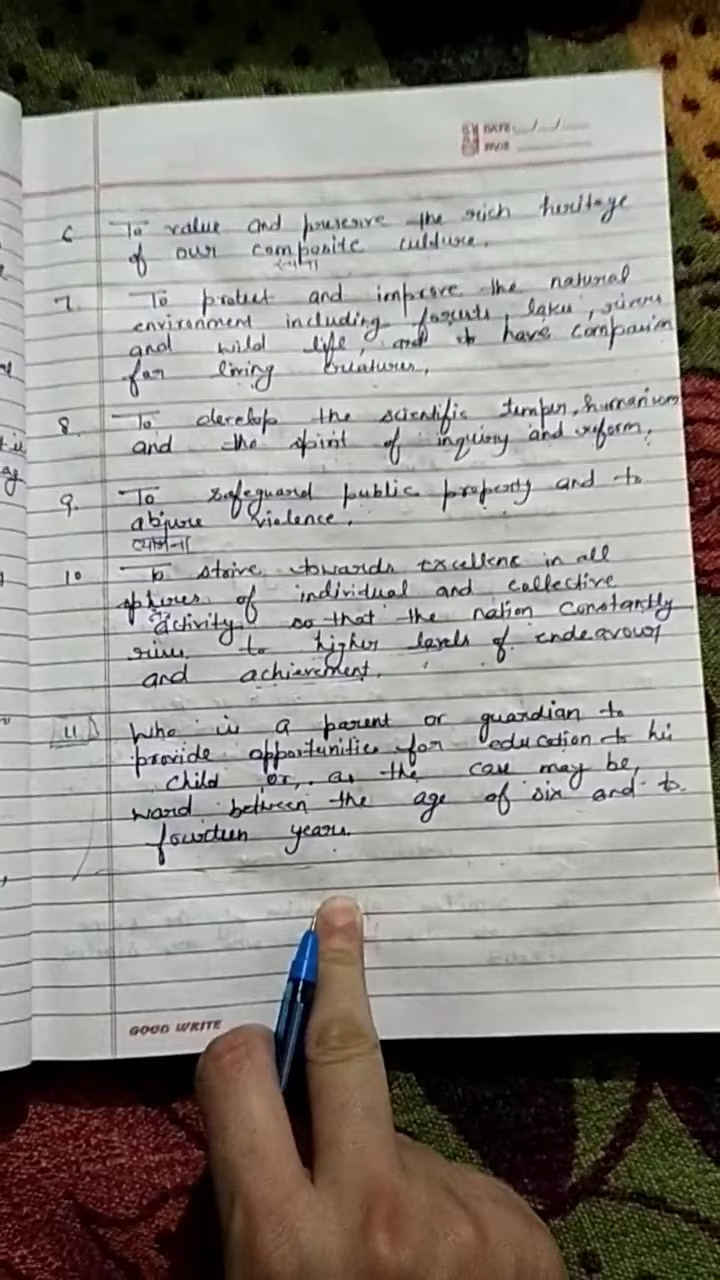 DATE __/__/__
PAGE
6 To value and preserve the rich heritage
of our composite culture.
7. To protect and improve the natural
environment including forests, lakes, rivers
and wild life, and to have compassion
for living creatures,
8. To develop the scientific temper, humanism
and the spirit of inquiry and reform.
9. To safeguard public property and to
abjure violence.
त्यागना
10 To strive towards excellence in all
spheres of individual and collective
activity so that the nation constantly
rises to higher levels of endeavour
and achievement.
11 Who is a parent or guardian to
provide opportunities for education to his
child or, as the case may be,
ward between the age of six and to
fourteen years.
GOOD WRITE